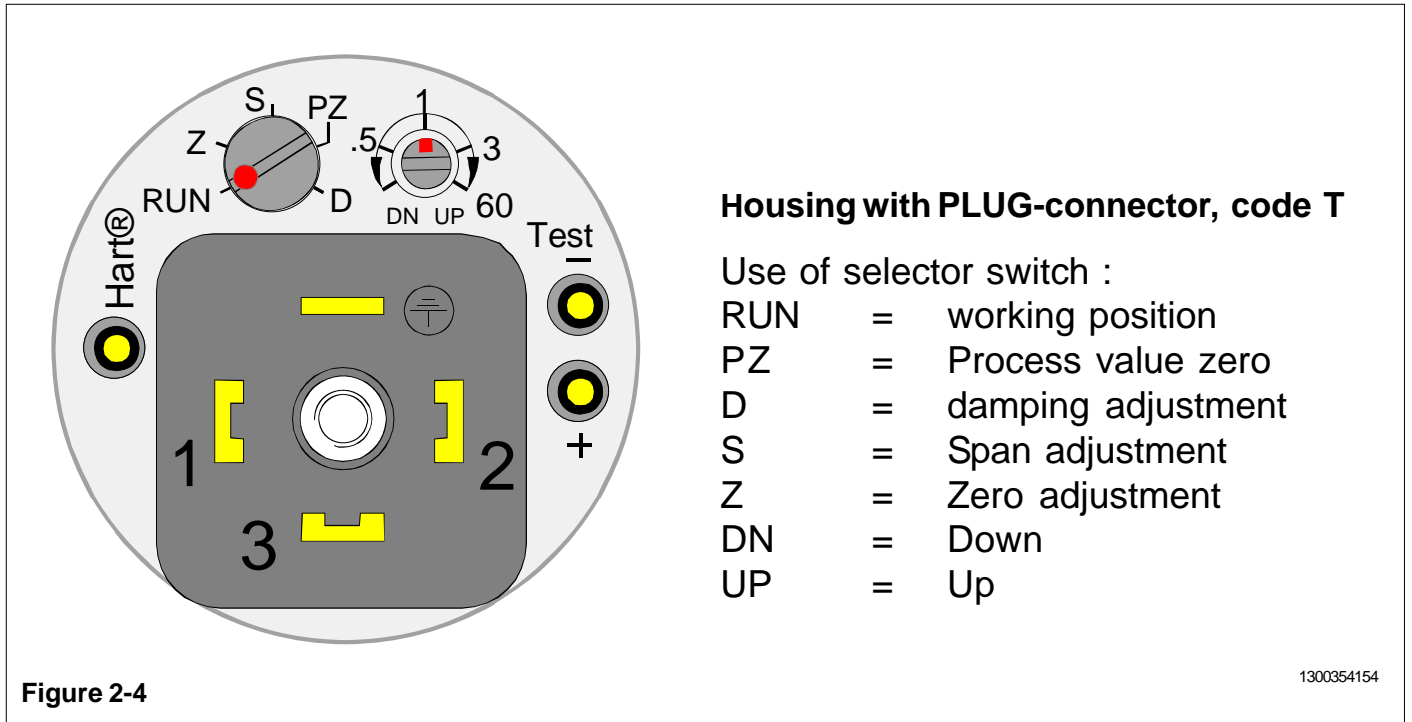 S PZ 1
Z .5 3
RUN D DN UP 60
Hart®
Test
–
+
1 2
3
Housing with PLUG-connector, code T
Use of selector switch :
RUN = working position
PZ = Process value zero
D = damping adjustment
S = Span adjustment
Z = Zero adjustment
DN = Down
UP = Up
Figure 2-4
1300354154